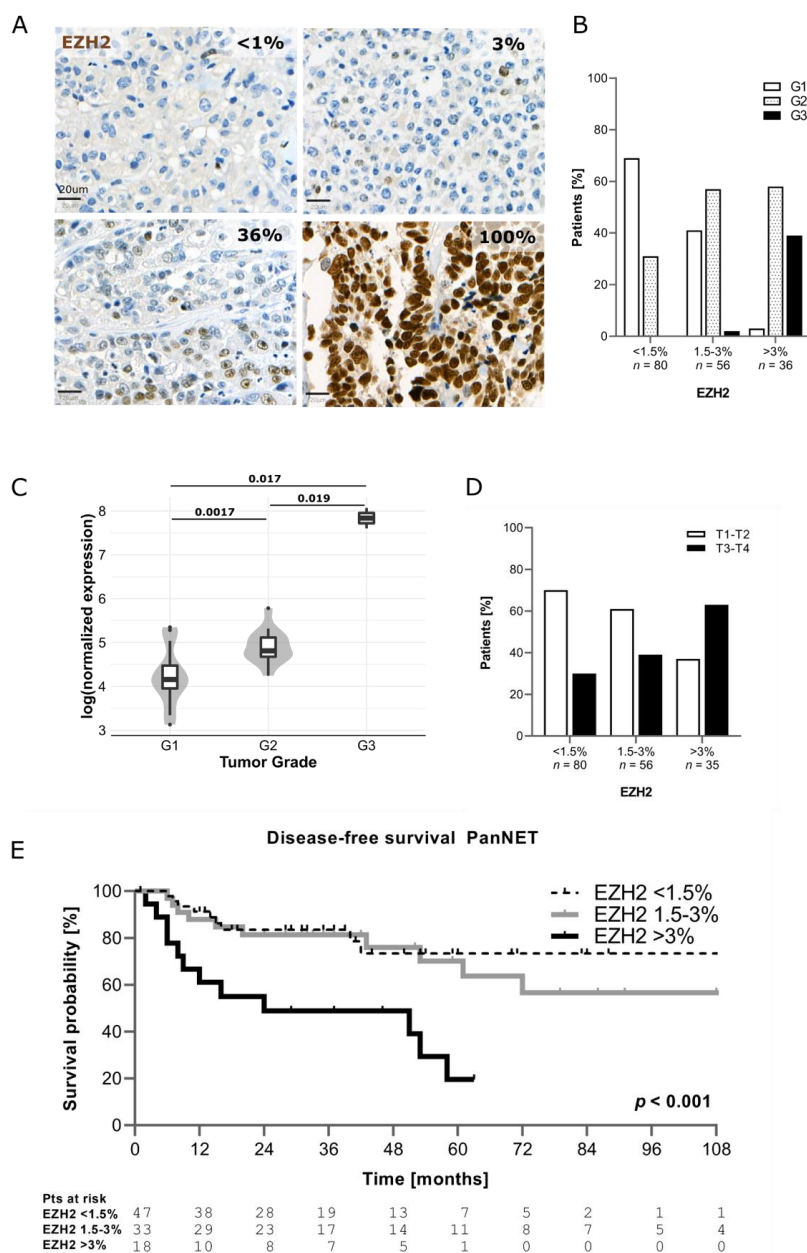 A
EZH2
<1%
3%
20um
36%
100%
B
100
80
60
40
20
0
Patients [%]
G1
G2
G3
<1.5%
1.5-3%
>3%
n = 80
n = 56
n = 36
EZH2
C
0.017
0.0017
0.019
8
7
6
5
4
3
log(normalized expression)
G1
G2
G3
Tumor Grade
D
100
80
60
40
20
0
Patients [%]
T1-T2
T3-T4
<1.5%
1.5-3%
>3%
n = 80
n = 56
n = 35
EZH2
E
Disease-free survival PanNET
100
80
60
40
20
0
Survival probability [%]
EZH2 <1.5%
EZH2 1.5-3%
EZH2 >3%
p < 0.001
0 12 24 36 48 60 72 84 96 108
Time [months]
Pts at risk
EZH2 <1.5% 47 38 28 19 13 7 5 2 1 1
EZH2 1.5-3% 33 29 23 17 14 11 8 7 5 4
EZH2 >3% 18 10 8 7 5 1 0 0 0 0